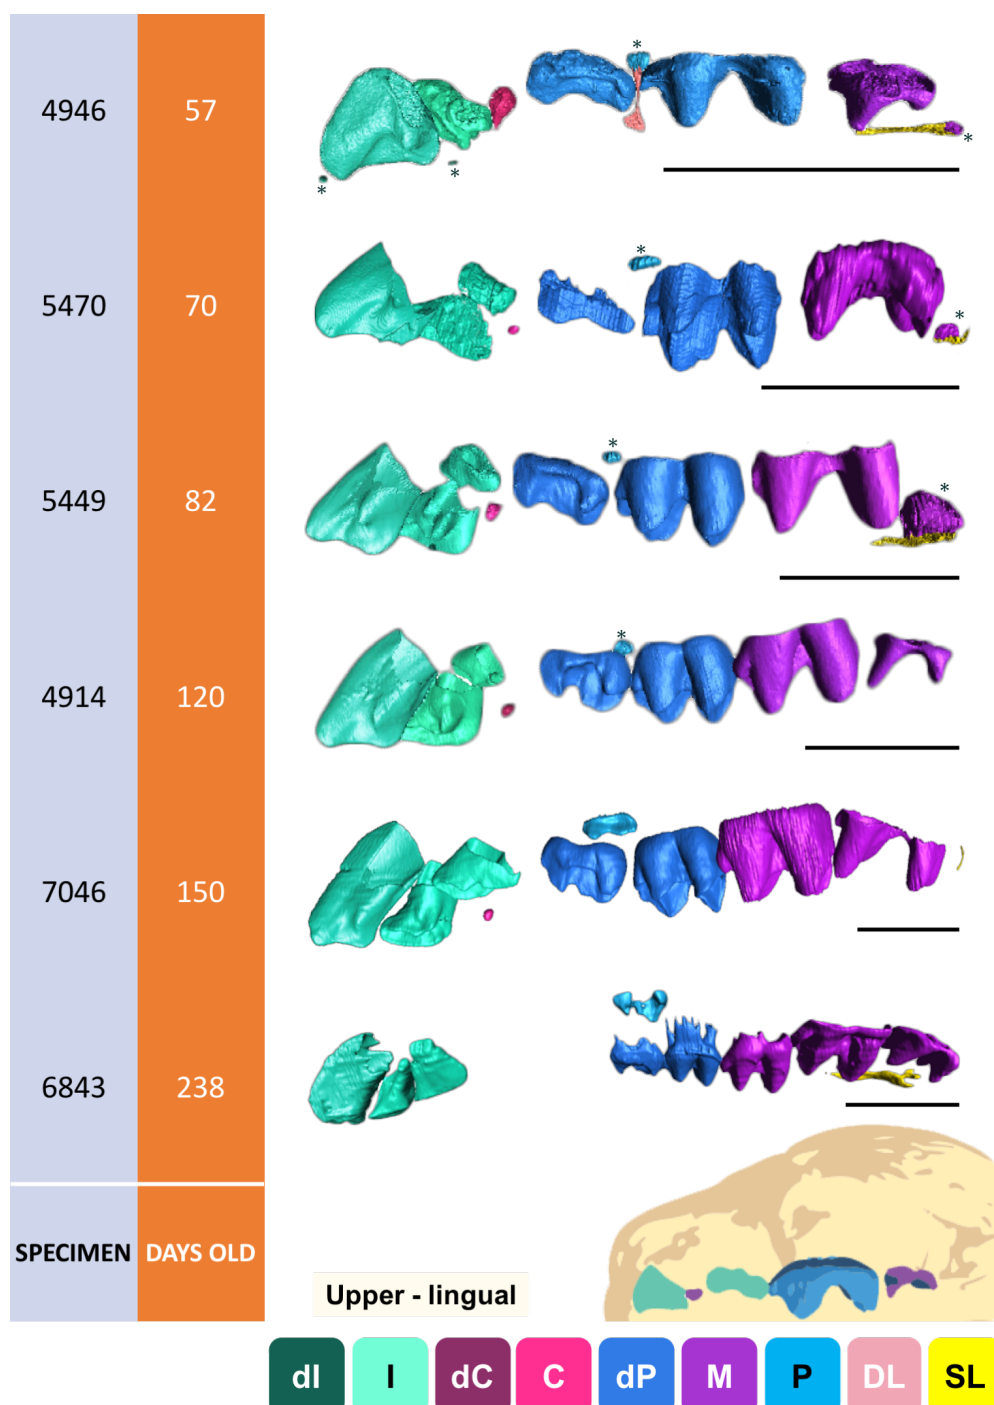 4946 57 *
* * *
5470 70 *
*
5449 82 *
*
4914 120 *
7046 150
6843 238
SPECIMEN DAYS OLD
Upper - lingual
dI I dC C dP M P DL SL